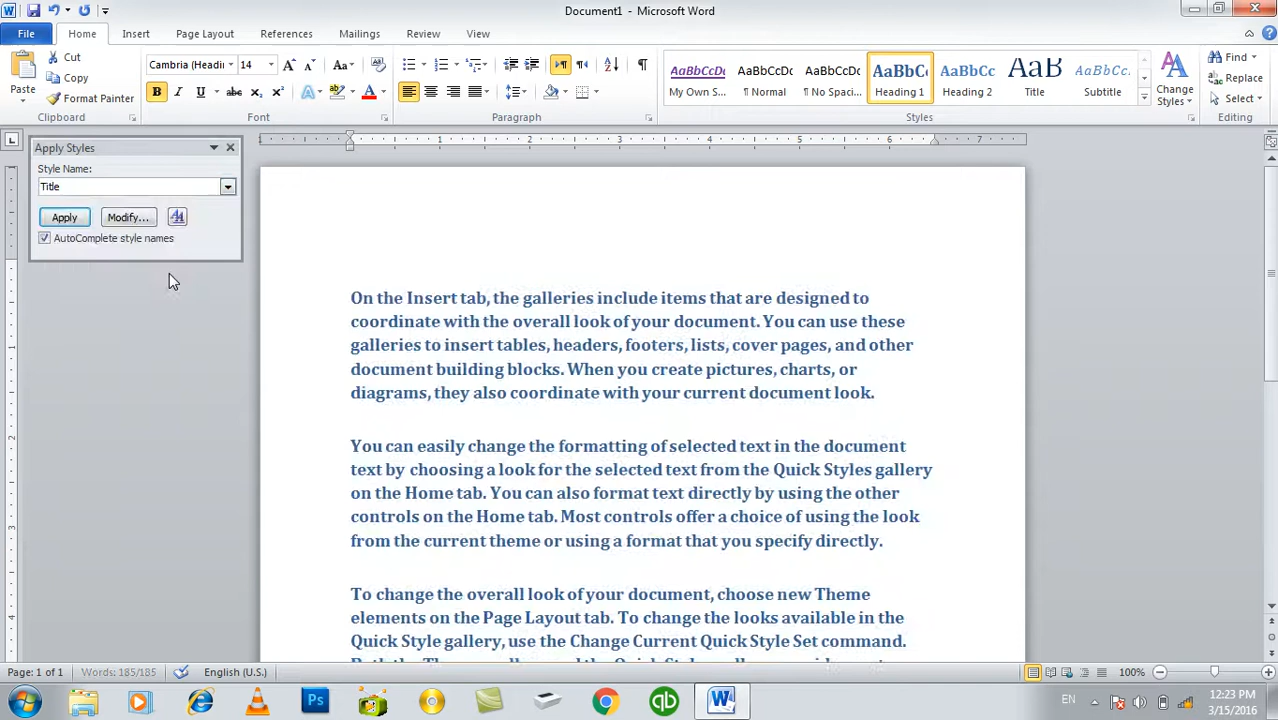 Document1 - Microsoft Word
File Home Insert Page Layout References Mailings Review View
Paste
Cut
Copy
Format Painter
Clipboard
Cambria (Headi 14
Font
Paragraph
AaBbCcDc AaBbCcDc AaBbCcDc AaBbC AaBbCc AaB AaBbCc.
My Own S... ¶ Normal ¶ No Spaci... Heading 1 Heading 2 Title Subtitle
Change
Styles
Styles
Find
Replace
Select
Editing
Apply Styles
Style Name:
Title
Apply Modify...
AutoComplete style names
1 2 3 4 5 6 7
On the Insert tab, the galleries include items that are designed to
coordinate with the overall look of your document. You can use these
galleries to insert tables, headers, footers, lists, cover pages, and other
document building blocks. When you create pictures, charts, or
diagrams, they also coordinate with your current document look.
You can easily change the formatting of selected text in the document
text by choosing a look for the selected text from the Quick Styles gallery
on the Home tab. You can also format text directly by using the other
controls on the Home tab. Most controls offer a choice of using the look
from the current theme or using a format that you specify directly.
To change the overall look of your document, choose new Theme
elements on the Page Layout tab. To change the looks available in the
Quick Style gallery, use the Change Current Quick Style Set command.
Page: 1 of 1 Words: 185/185 English (U.S.) 100%
EN
12:23 PM
3/15/2016